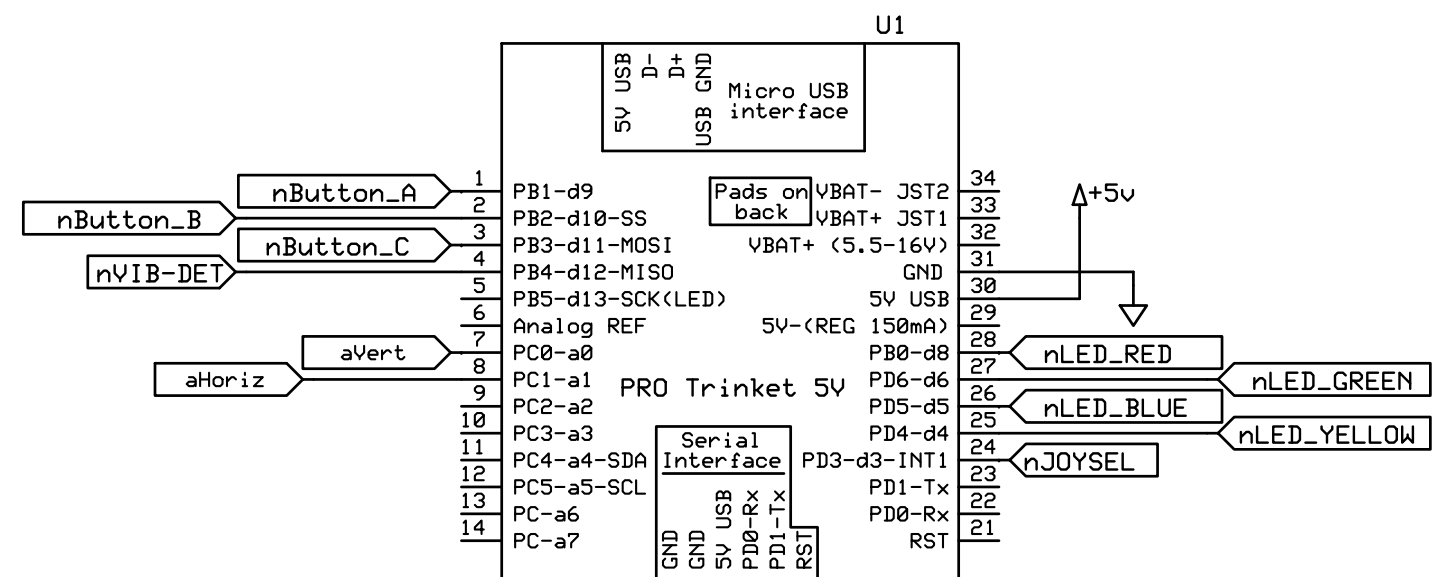 U1
5V USB
D-
D+
USB GND
Micro USB
interface
nButton_A
1
PB1-d9
nButton_B
2
PB2-d10-SS
nButton_C
3
PB3-d11-MOSI
nVIB-DET
4
PB4-d12-MISO
5
PB5-d13-SCK(LED)
6
Analog REF
aVert
7
PC0-a0
aHoriz
8
PC1-a1
9
PC2-a2
10
PC3-a3
11
PC4-a4-SDA
12
PC5-a5-SCL
13
PC-a6
14
PC-a7
PRO Trinket 5V
Pads on
back
VBAT- JST2
34
VBAT+ JST1
33
VBAT+ (5.5-16V)
32
GND
31
5V USB
30
+5v
5V-(REG 150mA)
29
PB0-d8
28
nLED_RED
PD6-d6
27
nLED_GREEN
PD5-d5
26
nLED_BLUE
PD4-d4
25
nLED_YELLOW
PD3-d3-INT1
24
nJOYSEL
PD1-Tx
23
PD0-Rx
22
RST
21
Serial
Interface
GND
GND
5V USB
PD0-Rx
PD1-Tx
RST